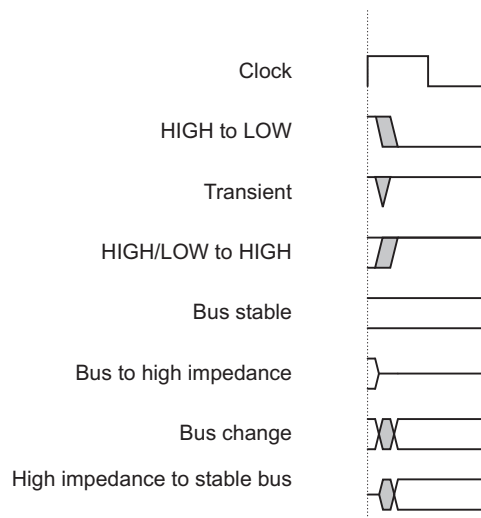 Clock
HIGH to LOW
Transient
HIGH/LOW to HIGH
Bus stable
Bus to high impedance
Bus change
High impedance to stable bus